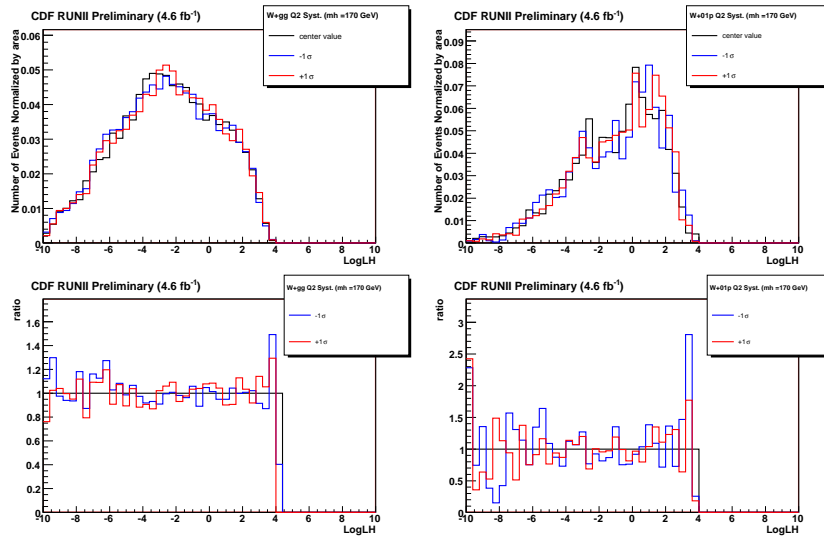 CDF RUNII Preliminary (4.6 fb-1)
W+gg Q2 Syst. (mh =170 GeV)
center value
-1σ
+1σ
Number of Events Normalized by area
0.06
0.05
0.04
0.03
0.02
0.01
0
-10 -8 -6 -4 -2 0 2 4 6 8 10
LogLH
CDF RUNII Preliminary (4.6 fb-1)
W+01p Q2 Syst. (mh =170 GeV)
center value
-1σ
+1σ
Number of Events Normalized by area
0.09
0.08
0.07
0.06
0.05
0.04
0.03
0.02
0.01
0
-10 -8 -6 -4 -2 0 2 4 6 8 10
LogLH
CDF RUNII Preliminary (4.6 fb-1)
W+gg Q2 Syst. (mh =170 GeV)
-1σ
+1σ
ratio
1.6
1.4
1.2
1
0.8
0.6
0.4
0.2
0
-10 -8 -6 -4 -2 0 2 4 6 8 10
LogLH
CDF RUNII Preliminary (4.6 fb-1)
W+01p Q2 Syst. (mh =170 GeV)
-1σ
+1σ
ratio
3
2.5
2
1.5
1
0.5
0
-10 -8 -6 -4 -2 0 2 4 6 8 10
LogLH